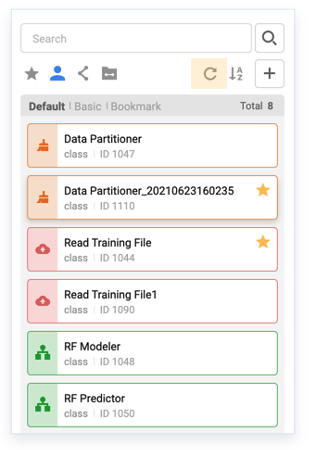 Search
Default | Basic | Bookmark Total 8
Data Partitioner
class | ID 1047
Data Partitioner_20210623160235
class | ID 1110
Read Training File
class | ID 1044
Read Training File1
class | ID 1090
RF Modeler
class | ID 1048
RF Predictor
class | ID 1050